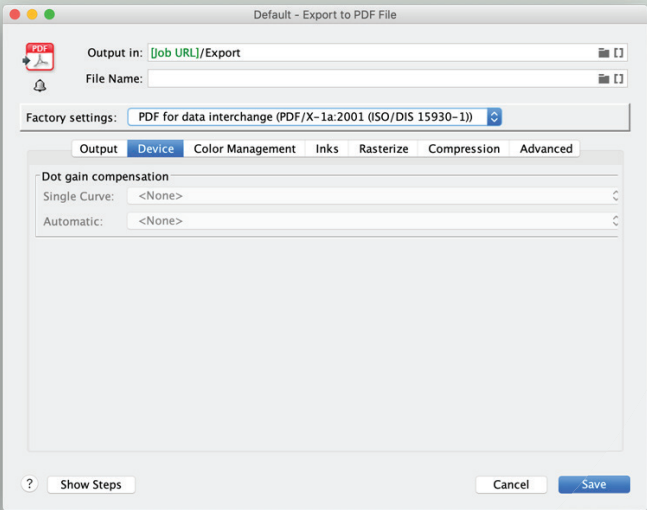 Default - Export to PDF File
PDF
Output in: [Job URL]/Export
File Name:
Factory settings: PDF for data interchange (PDF/X-1a:2001 (ISO/DIS 15930-1))
Output Device Color Management Inks Rasterize Compression Advanced
Dot gain compensation
Single Curve: <None>
Automatic: <None>
? Show Steps Cancel Save